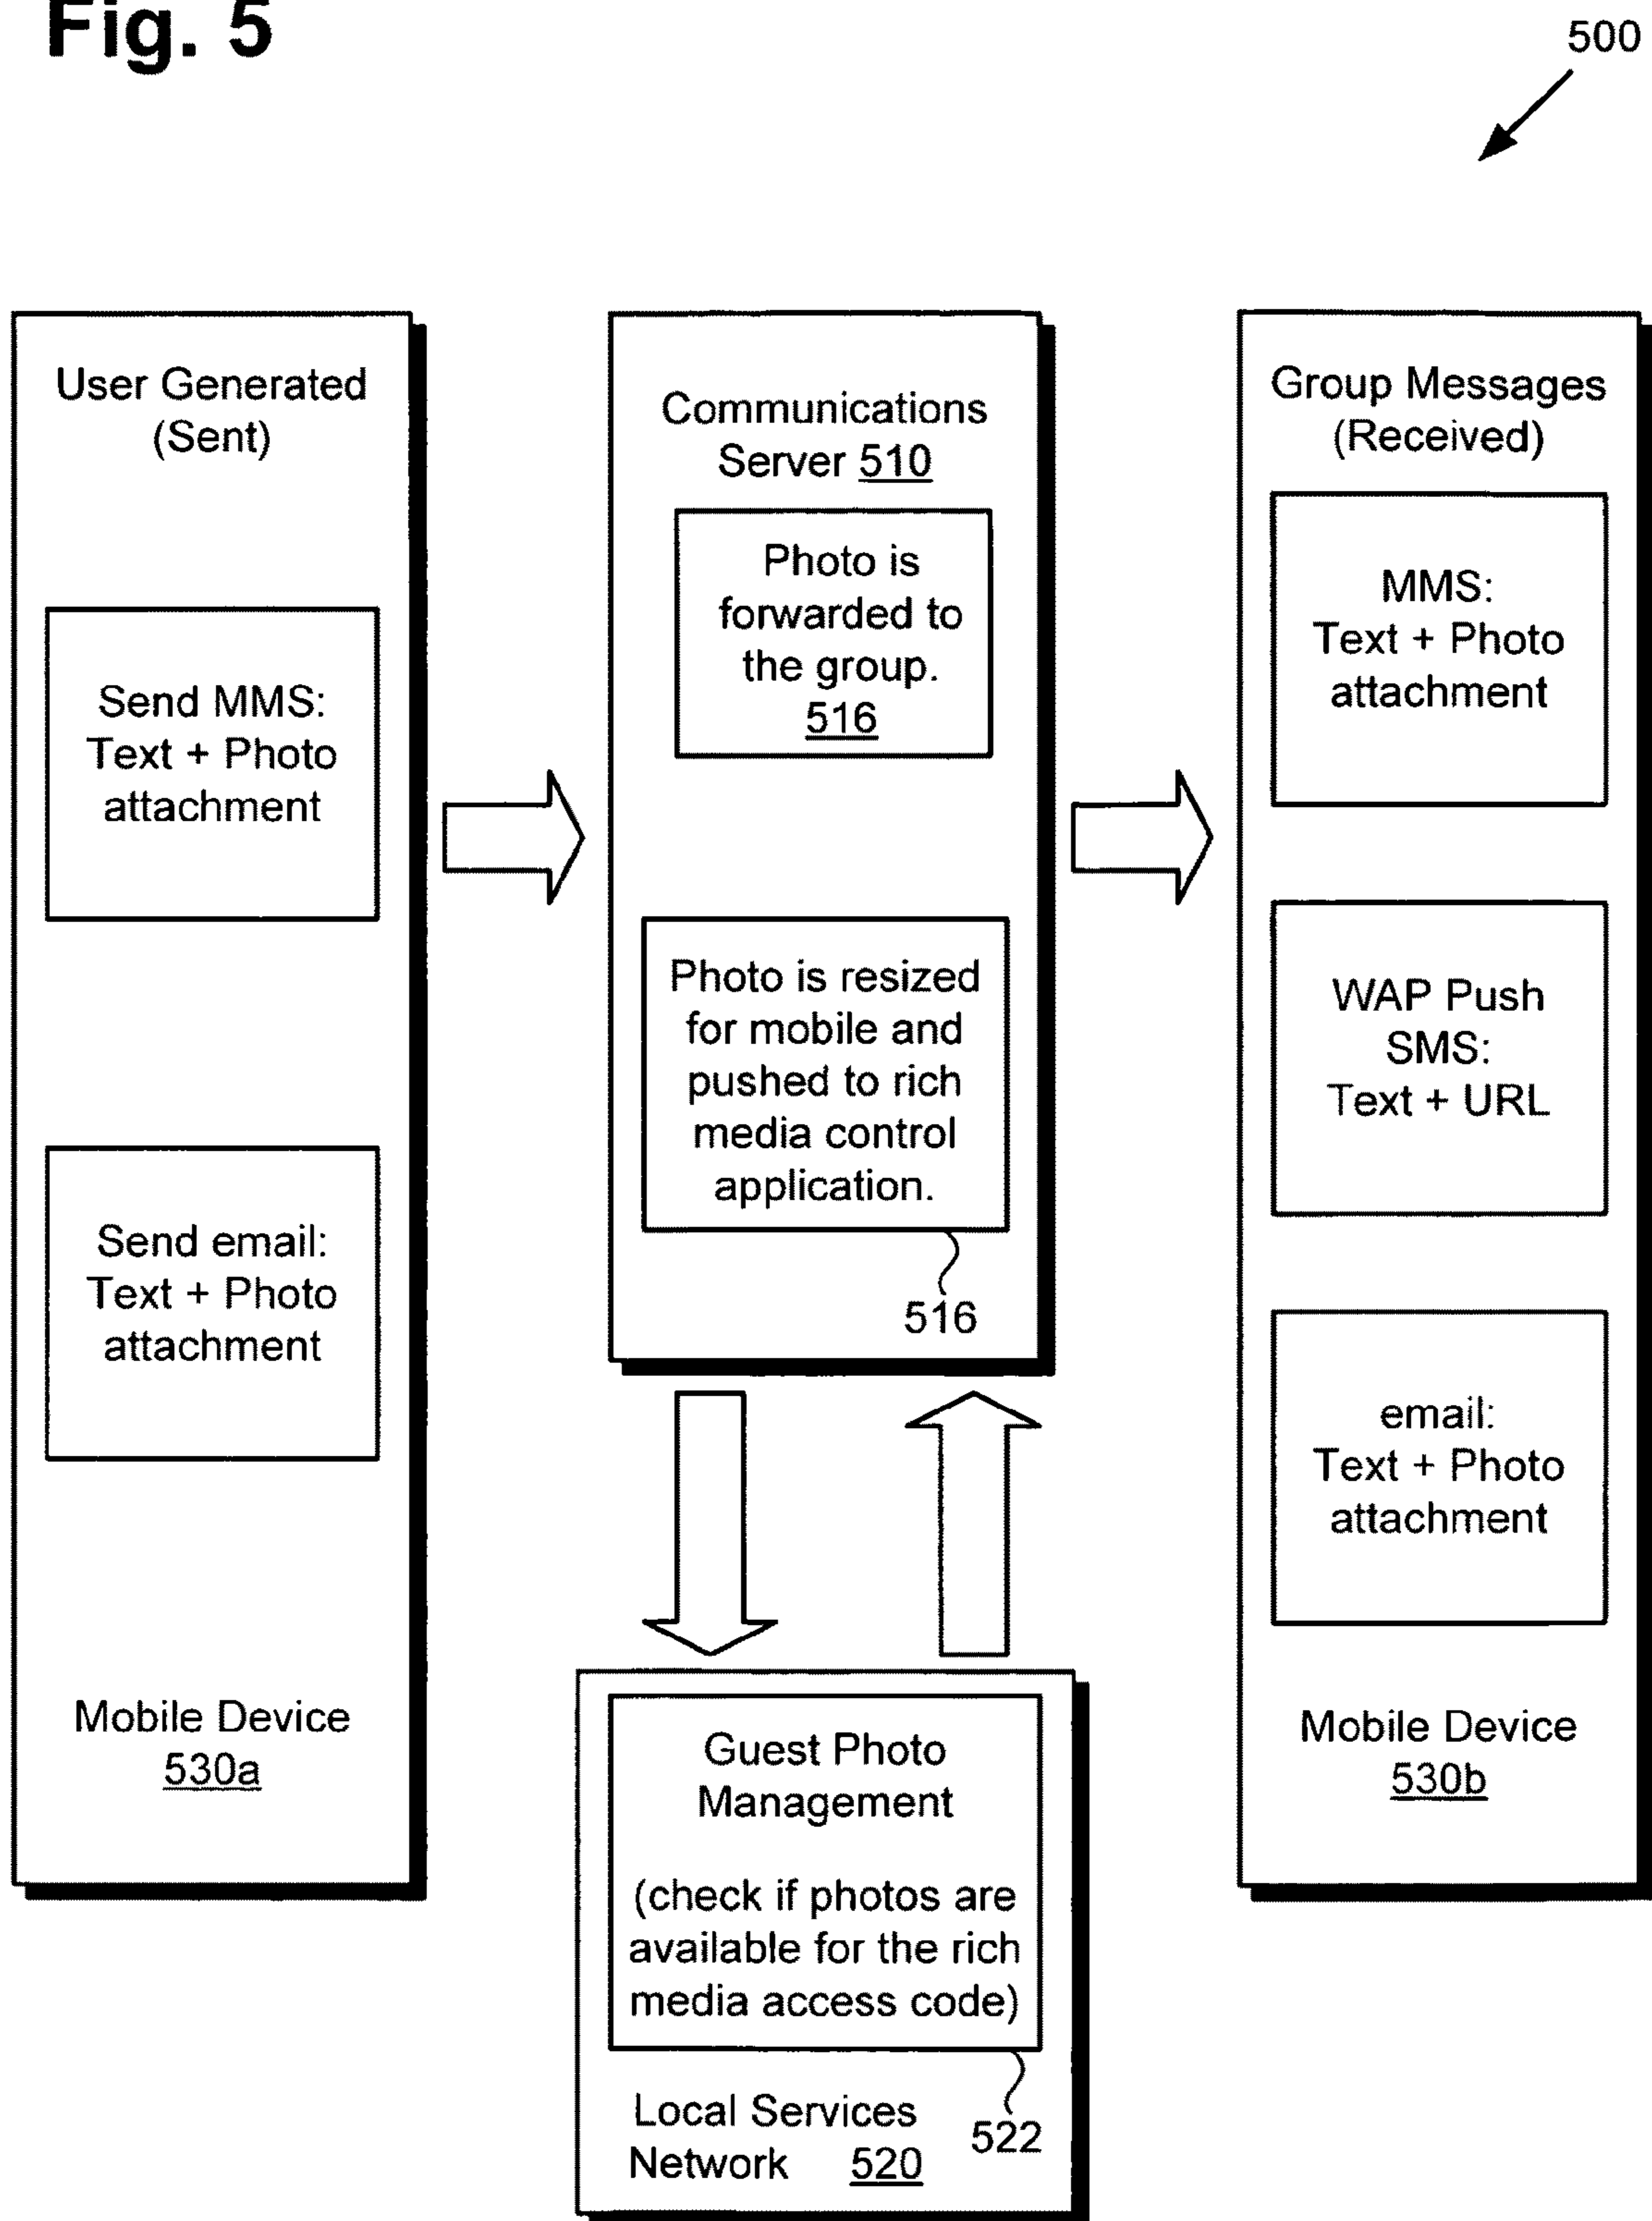 Fig. 5
500
User Generated
(Sent)
Send MMS:
Text + Photo
attachment
Send email:
Text + Photo
attachment
Mobile Device
530a
Communications
Server 510
Photo is
forwarded to
the group.
516
Photo is resized
for mobile and
pushed to rich
media control
application.
516
Guest Photo
Management
(check if photos are
available for the rich
media access code)
522
Local Services
Network 520
Group Messages
(Received)
MMS:
Text + Photo
attachment
WAP Push
SMS:
Text + URL
email:
Text + Photo
attachment
Mobile Device
530b